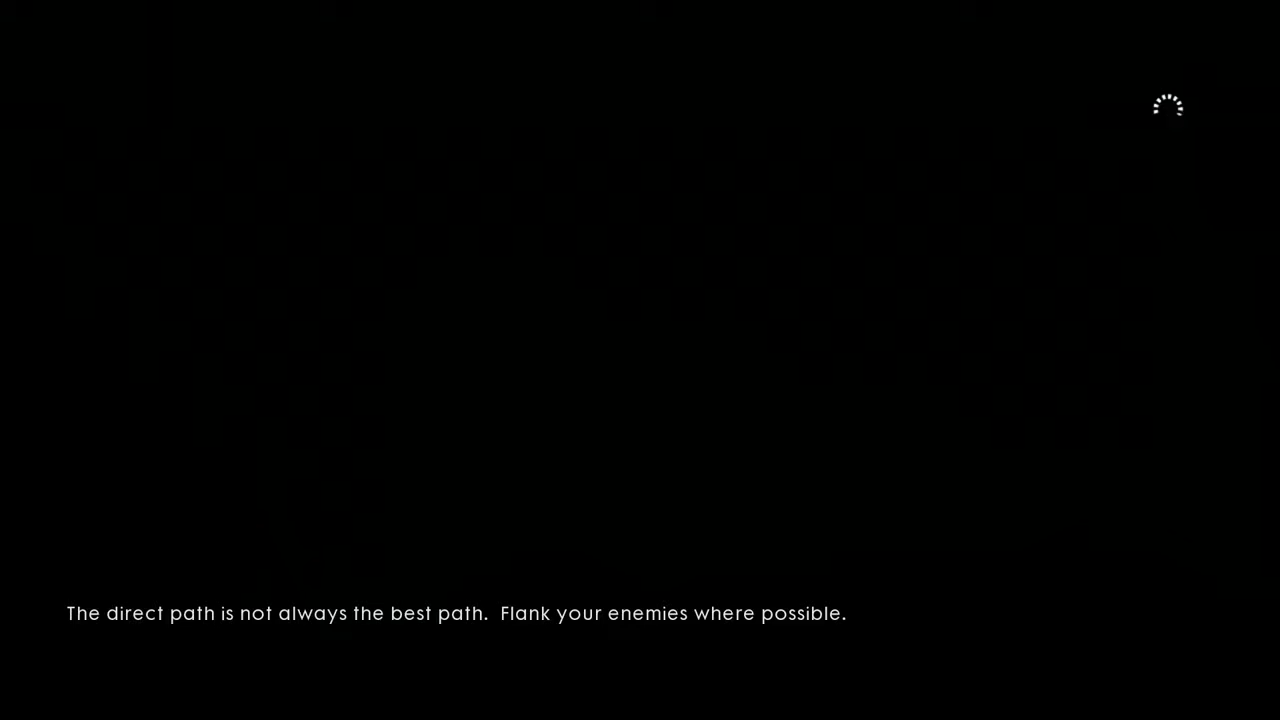 The direct path is not always the best path.  Flank your enemies where possible.